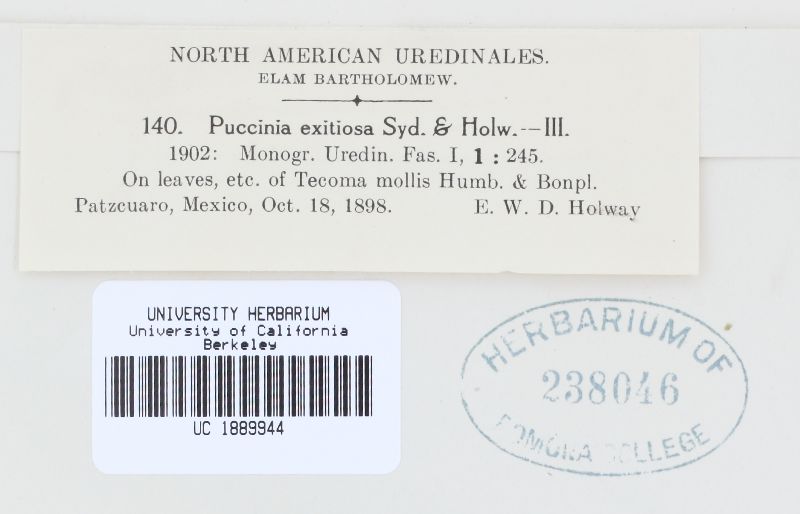 NORTH AMERICAN UREDINALES.
ELAM BARTHOLOMEW.
140. Puccinia exitiosa Syd. & Holw.--III.
1902: Monogr. Uredin. Fas. I, 1 : 245.
On leaves, etc. of Tecoma mollis Humb. & Bonpl.
Patzcuaro, Mexico, Oct. 18, 1898. E. W. D. Holway
UNIVERSITY HERBARIUM
University of California
Berkeley
UC 1889944
HERBARIUM OF
238046
POMONA COLLEGE